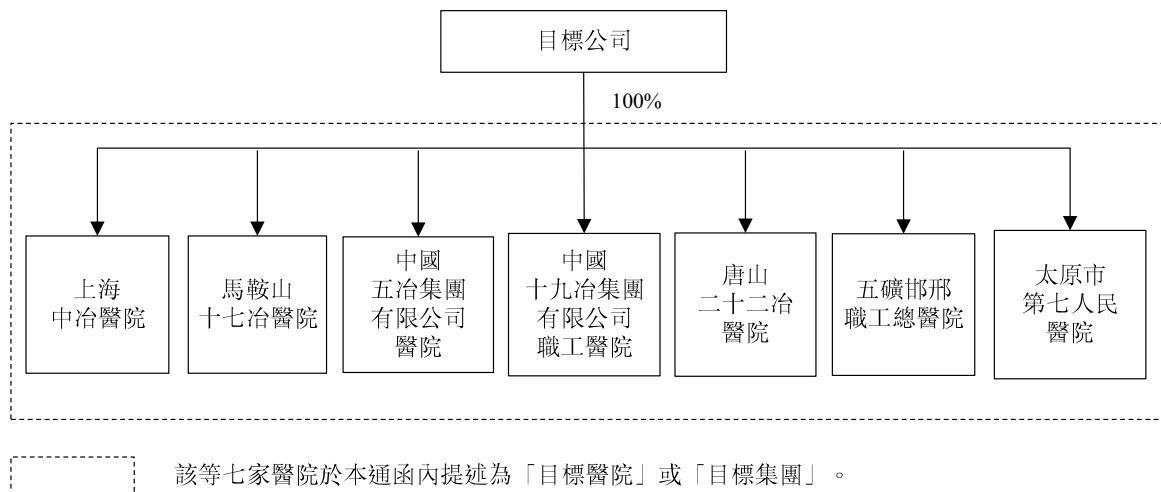 目標公司
100%
上海
中冶醫院
馬鞍山
十七冶醫院
中國
五冶集團
有限公司
醫院
中國
十九冶集團
有限公司
職工醫院
唐山
二十二冶
醫院
五礦邯邢
職工總醫院
太原市
第七人民
醫院
該等七家醫院於本通函內提述為「目標醫院」或「目標集團」。